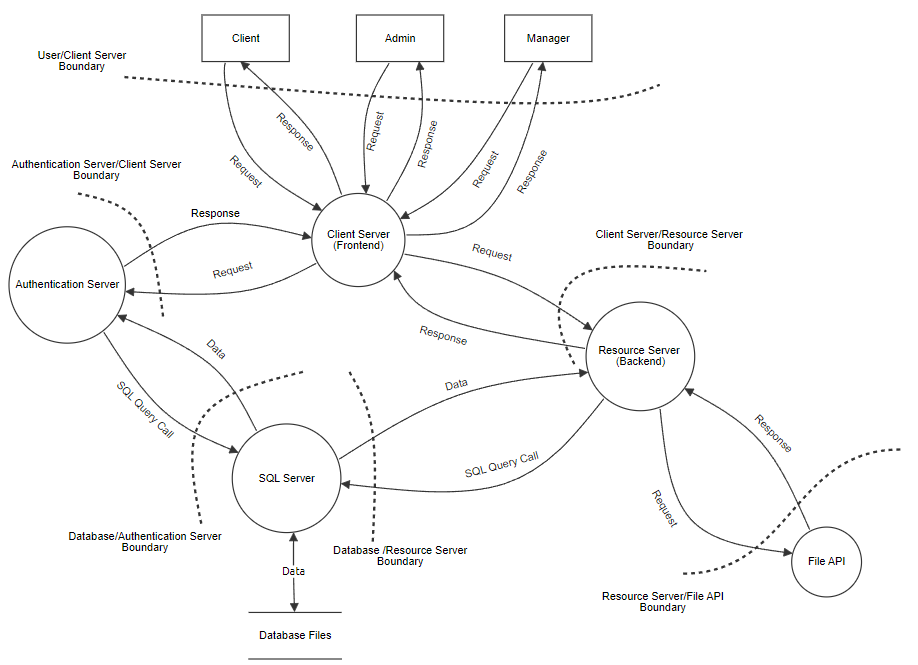 Client
Admin
Manager
User/Client Server
Boundary
Request
Response
Request
Response
Request
Response
Authentication Server/Client Server
Boundary
Response
Request
Authentication Server
Client Server
(Frontend)
Client Server/Resource Server
Boundary
Request
Response
Resource Server
(Backend)
Data
SQL Query Call
Data
SQL Query Call
SQL Server
Response
Request
Database/Authentication Server
Boundary
Database /Resource Server
Boundary
File API
Data
Resource Server/File API
Boundary
Database Files